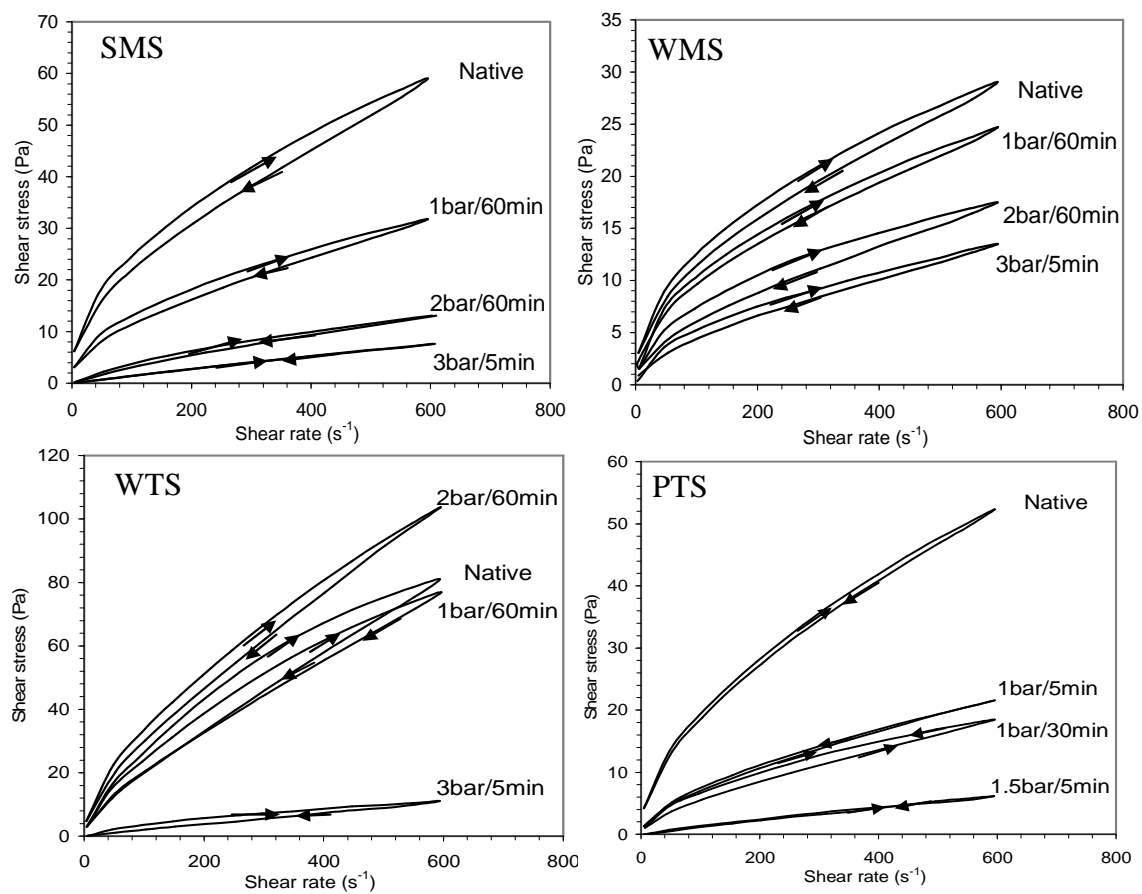 SMS
70
60
50
40
30
20
10
0
Shear stress (Pa)
Native
1bar/60min
2bar/60min
3bar/5min
0 200 400 600 800
Shear rate (s-1)
WMS
35
30
25
20
15
10
5
0
Shear stress (Pa)
Native
1bar/60min
2bar/60min
3bar/5min
0 200 400 600 800
Shear rate (s-1)
WTS
120
100
80
60
40
20
0
Shear stress (Pa)
2bar/60min
Native
1bar/60min
3bar/5min
0 200 400 600 800
Shear rate (s-1)
PTS
60
50
40
30
20
10
0
Shear stress (Pa)
Native
1bar/5min
1bar/30min
1.5bar/5min
0 200 400 600 800
Shear rate (s-1)